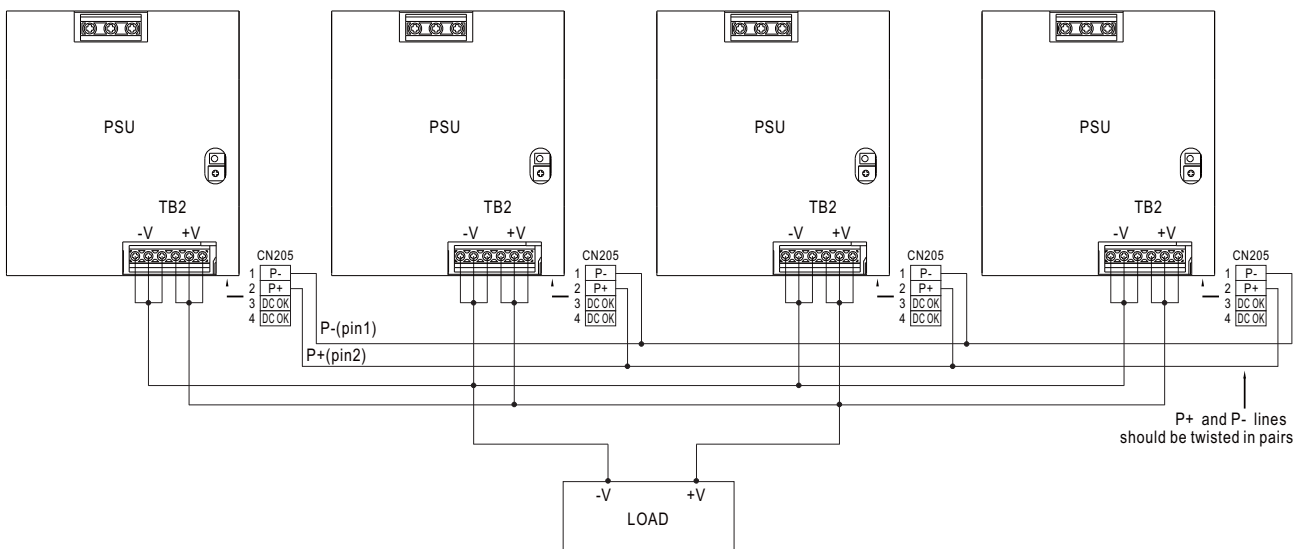 PSU PSU PSU PSU
TB2 TB2 TB2 TB2
-V +V -V +V -V +V -V +V
CN205 CN205 CN205 CN205
1 P- 1 P- 1 P- 1 P-
2 P+ 2 P+ 2 P+ 2 P+
3 DC OK 3 DC OK 3 DC OK 3 DC OK
4 DC OK 4 DC OK 4 DC OK 4 DC OK
P-(pin1)
P+(pin2)
P+ and P- lines
should be twisted in pairs
-V +V
LOAD